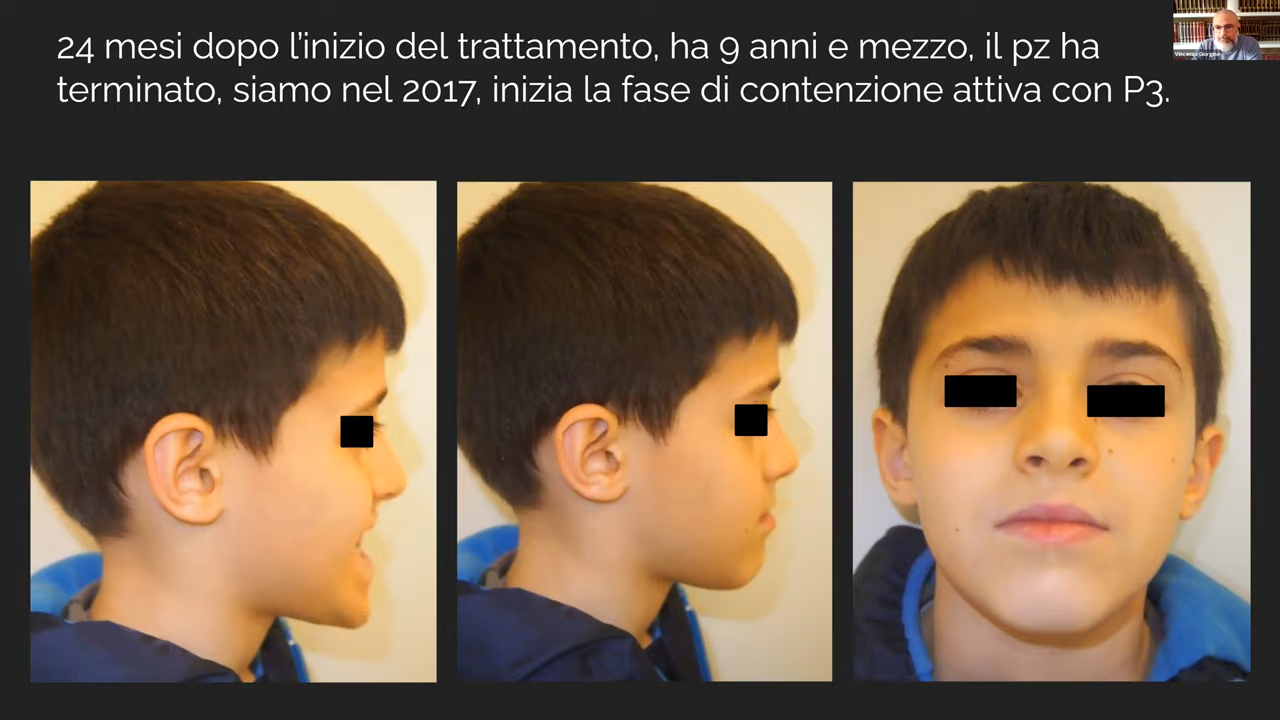 24 mesi dopo l'inizio del trattamento, ha 9 anni e mezzo, il pz ha
terminato, siamo nel 2017, inizia la fase di contenzione attiva con P3.